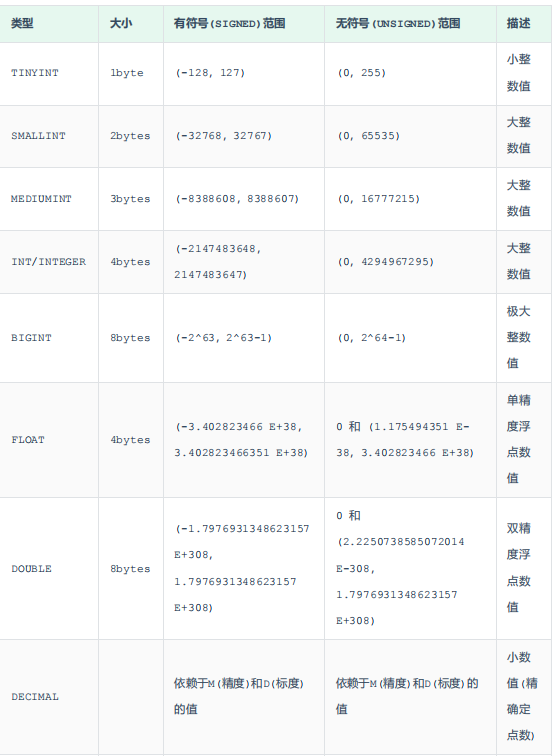 类型 大小 有符号(SIGNED)范围 无符号(UNSIGNED)范围 描述
TINYINT 1byte (-128, 127) (0, 255) 小整
数值
SMALLINT 2bytes (-32768, 32767) (0, 65535) 大整
数值
MEDIUMINT 3bytes (-8388608, 8388607) (0, 16777215) 大整
数值
INT/INTEGER 4bytes (-2147483648,
2147483647) (0, 4294967295) 大整
数值
BIGINT 8bytes (-2^63, 2^63-1) (0, 2^64-1) 极大
整数
值
FLOAT 4bytes (-3.402823466 E+38,
3.402823466351 E+38) 0 和 (1.175494351 E-
38, 3.402823466 E+38) 单精
度浮
点数
值
DOUBLE 8bytes (-1.7976931348623157
E+308,
1.7976931348623157
E+308) 0 和
(2.2250738585072014
E-308,
1.7976931348623157
E+308) 双精
度浮
点数
值
DECIMAL 依赖于M(精度)和D(标度)
的值 依赖于M(精度)和D(标度)的
值 小数
值(精
确定
点数)